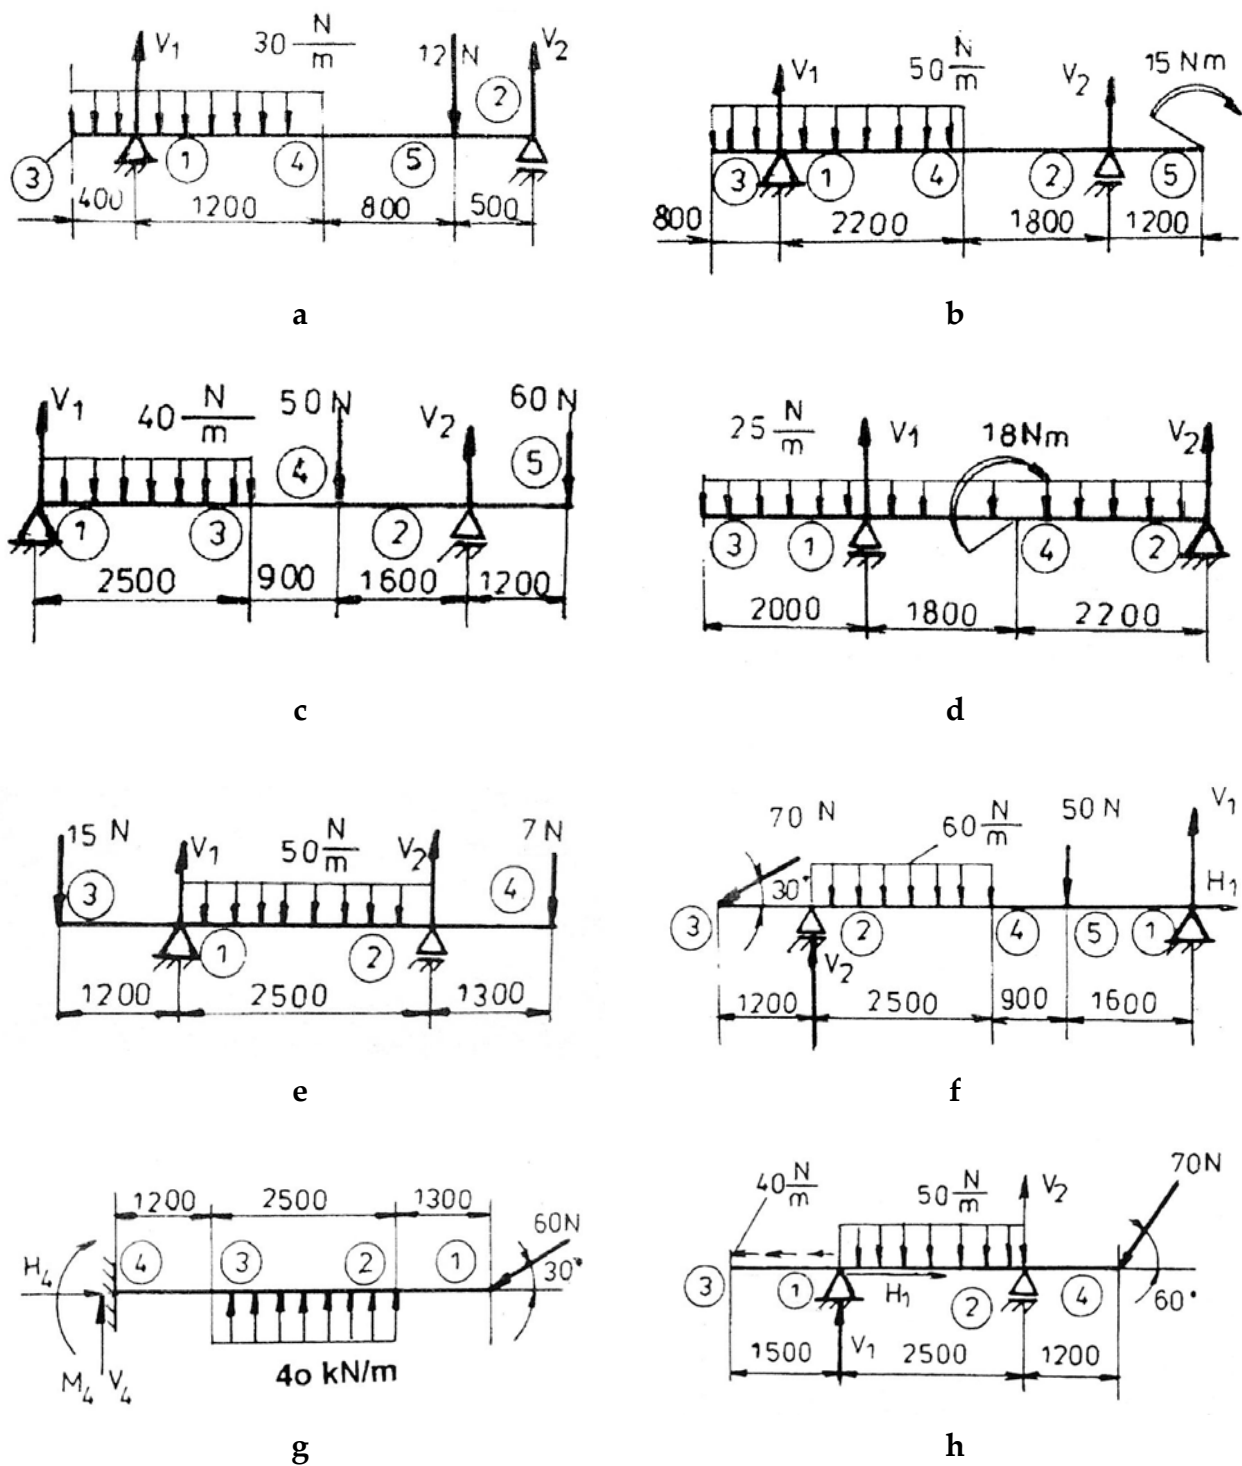 V₁ 30 N/m 12 N V₂
②
③ ① ④ ⑤
400 1200 800 500
a
V₁ 50 N/m V₂ 15 Nm
③ ① ④ ② ⑤
800 2200 1800 1200
b
V₁ 40 N/m 50 N V₂ 60 N
④ ⑤
① ③ ②
2500 900 1600 1200
c
25 N/m V₁ 18Nm V₂
③ ① ④ ②
2000 1800 2200
d
15 N V₁ 50 N/m V₂ 7 N
③ ④
① ②
1200 2500 1300
e
70 N 60 N/m 50 N V₁
30° H₁
③ ② ④ ⑤ ①
V₂
1200 2500 900 1600
f
1200 2500 1300
60N
④ ③ ② ①
H₄ 30°
M₄ V₄ 4o kN/m
g
40 N/m 50 N/m V₂ 70N
③ ① H₁ ② ④ 60°
V₁
1500 2500 1200
h